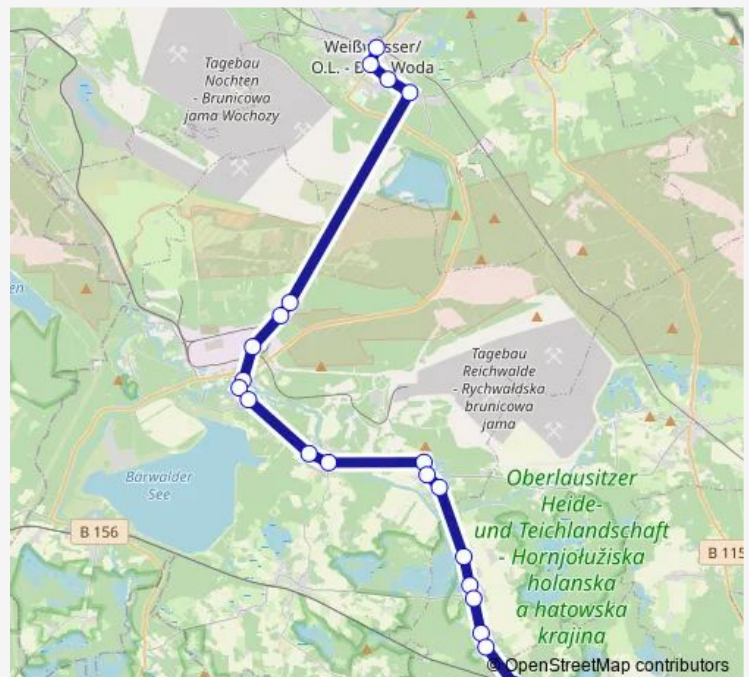 Weißwasser/
O.L. - Woda
Tagebau
Nochten
- Brunicowa
jama Wochozy
en
Tagebau
Reichwalde
- Rychwałdska
brunicowa
jama
Bärwalder
See
Oberlausitzer
Heide-
und Teichlandschaft
- Hornjołužiska
holanska
a hatowska
krajina
B 156
B 115
© OpenStreetMap contributors